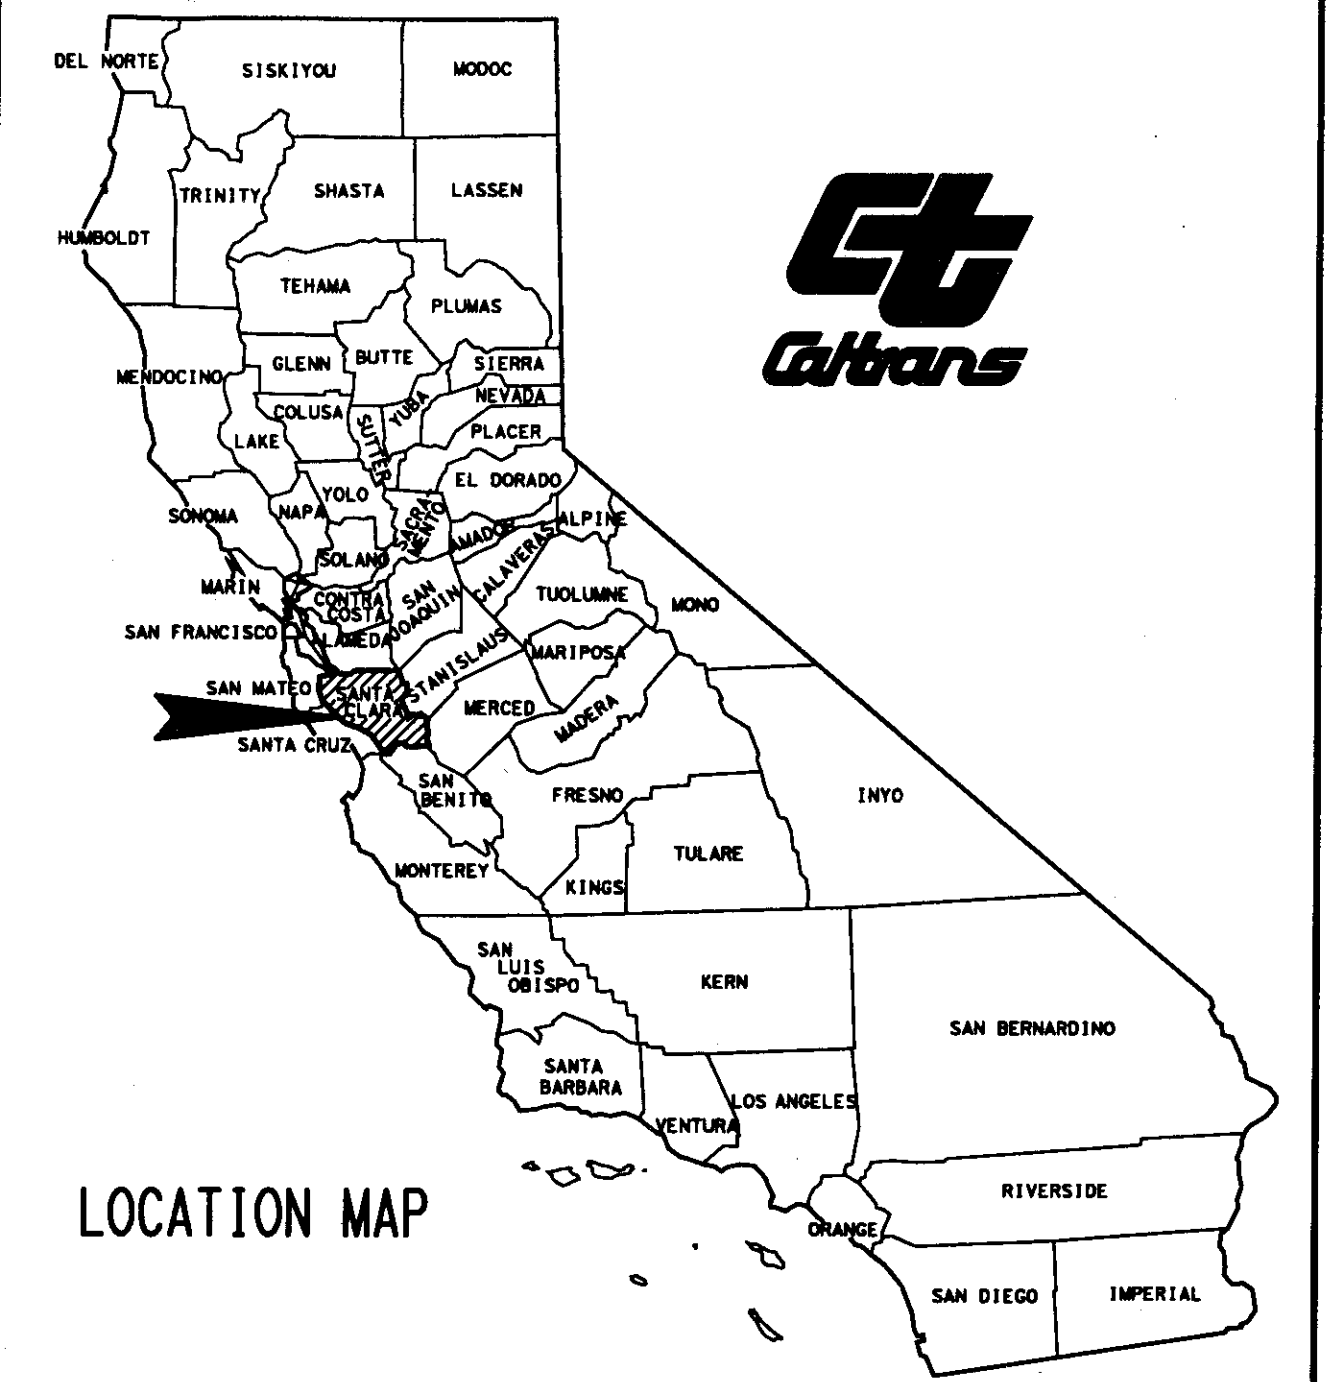 DEL NORTE
SISKIYOU
MODOC
TRINITY
SHASTA
LASSEN
HUMBOLDT
TEHAMA
PLUMAS
MENDOCINO
GLENN
BUTTE
SIERRA
COLUSA
YUBA
NEVADA
LAKE
SUTTER
PLACER
EL DORADO
SONOMA
NAPA
YOLO
SACRA-
MENTO
AMADOR
ALPINE
SOLANO
CALAVERAS
MARIN
CONTRA
COSTA
SAN
JOAQUIN
TUOLUMNE
MONO
SAN FRANCISCO
ALAMEDA
STANISLAUS
MARIPOSA
SAN MATEO
SANTA
CLARA
MERCED
MADERA
SANTA CRUZ
SAN
BENITO
FRESNO
INYO
MONTEREY
KINGS
TULARE
SAN
LUIS
OBISPO
KERN
SAN BERNARDINO
SANTA
BARBARA
VENTURA
LOS ANGELES
RIVERSIDE
ORANGE
SAN DIEGO
IMPERIAL
Ct
Caltrans
LOCATION MAP